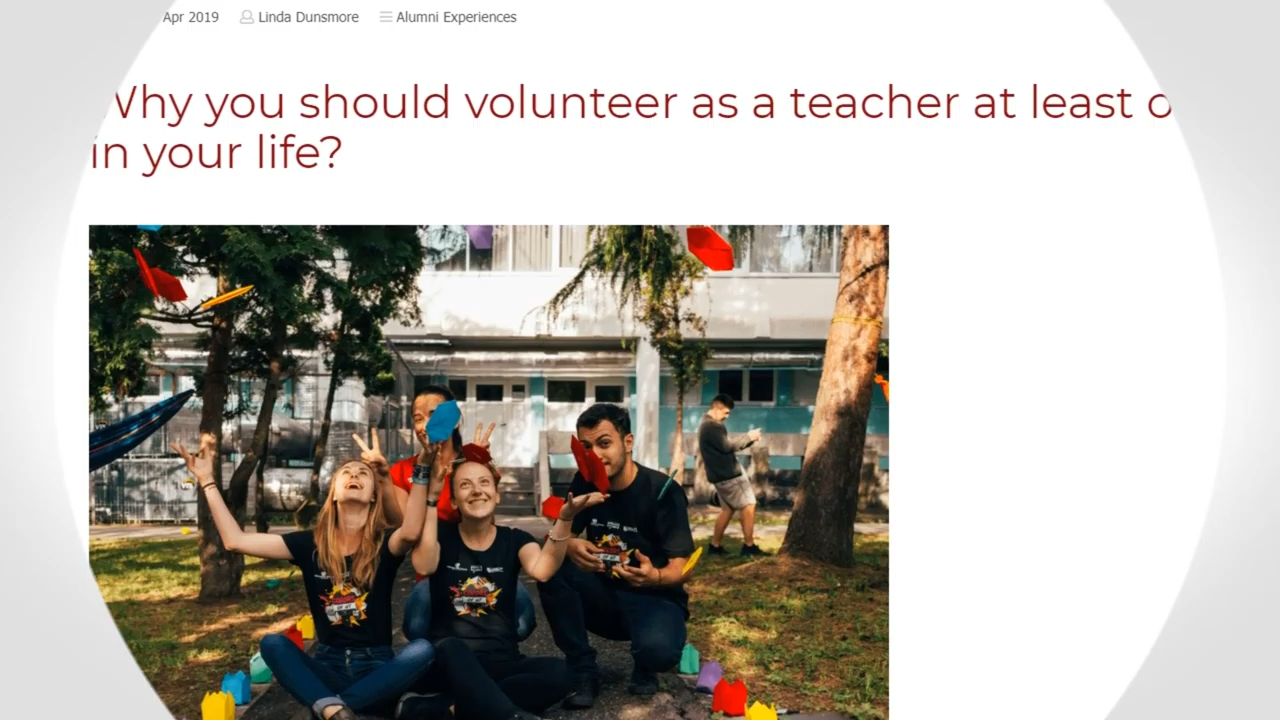 Apr 2019 Linda Dunsmore Alumni Experiences
Why you should volunteer as a teacher at least
in your life?